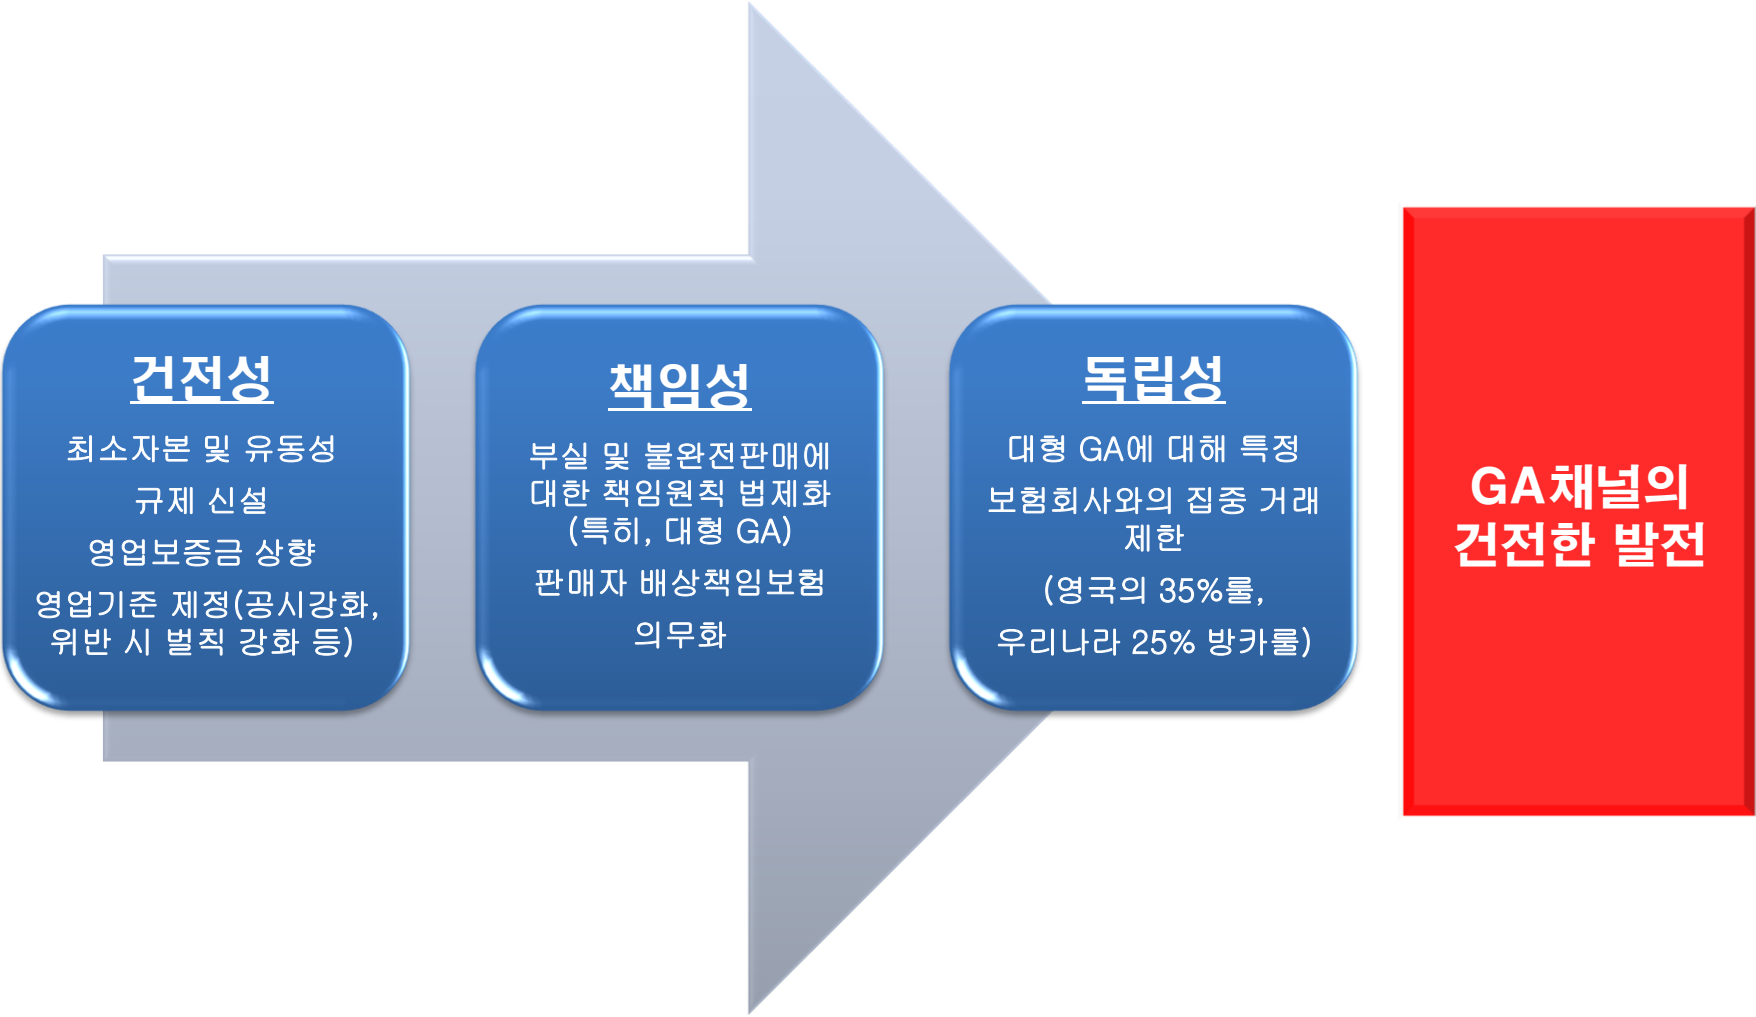 건전성
최소자본 및 유동성
규제 신설
영업보증금 상향
영업기준 제정(공시강화,
위반 시 벌칙 강화 등)
책임성
부실 및 불완전판매에
대한 책임원칙 법제화
(특히, 대형 GA)
판매자 배상책임보험
의무화
독립성
대형 GA에 대해 특정
보험회사와의 집중 거래
제한
(영국의 35%룰,
우리나라 25% 방카룰)
GA채널의
건전한 발전